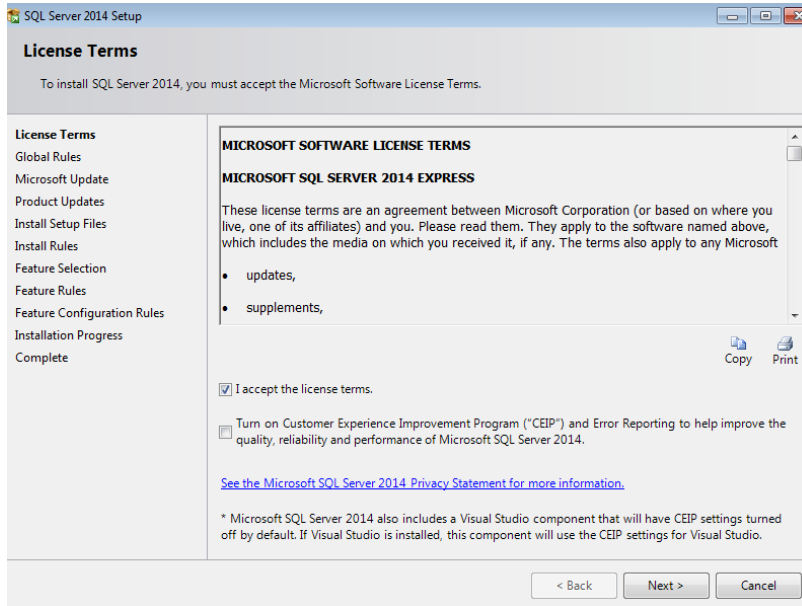 SQL Server 2014 Setup
License Terms
To install SQL Server 2014, you must accept the Microsoft Software License Terms.
License Terms
Global Rules
Microsoft Update
Product Updates
Install Setup Files
Install Rules
Feature Selection
Feature Rules
Feature Configuration Rules
Installation Progress
Complete
MICROSOFT SOFTWARE LICENSE TERMS
MICROSOFT SQL SERVER 2014 EXPRESS
These license terms are an agreement between Microsoft Corporation (or based on where you
live, one of its affiliates) and you. Please read them. They apply to the software named above,
which includes the media on which you received it, if any. The terms also apply to any Microsoft
• updates,
• supplements,
Copy Print
I accept the license terms.
Turn on Customer Experience Improvement Program ("CEIP") and Error Reporting to help improve the
quality, reliability and performance of Microsoft SQL Server 2014.
See the Microsoft SQL Server 2014 Privacy Statement for more information.
* Microsoft SQL Server 2014 also includes a Visual Studio component that will have CEIP settings turned
off by default. If Visual Studio is installed, this component will use the CEIP settings for Visual Studio.
< Back Next > Cancel